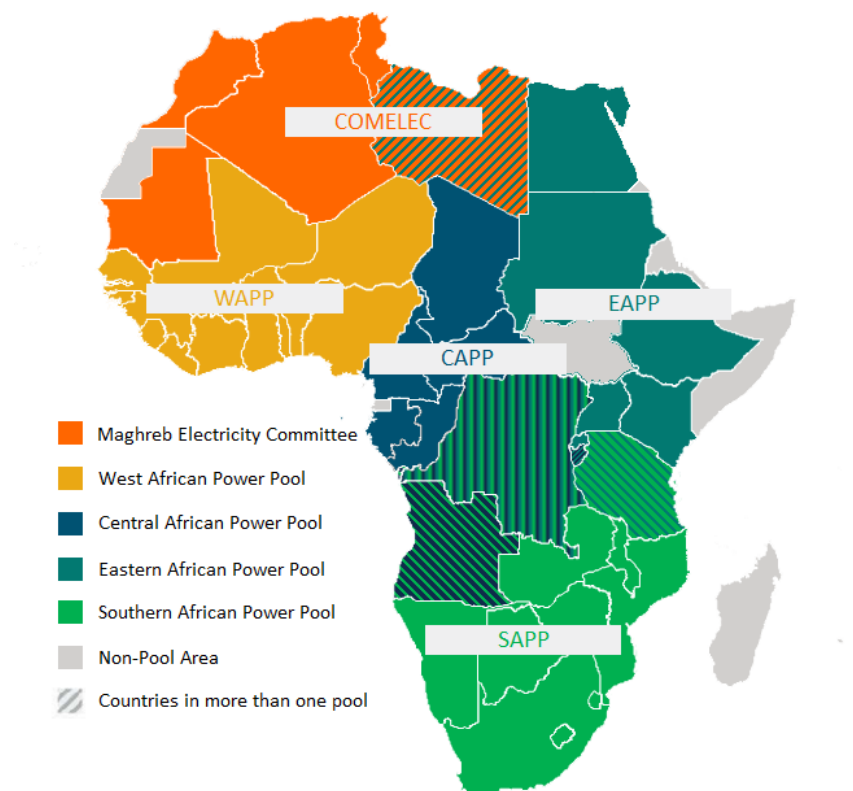 COMELEC
WAPP
EAPP
CAPP
Maghreb Electricity Committee
West African Power Pool
Central African Power Pool
Eastern African Power Pool
Southern African Power Pool
SAPP
Non-Pool Area
Countries in more than one pool